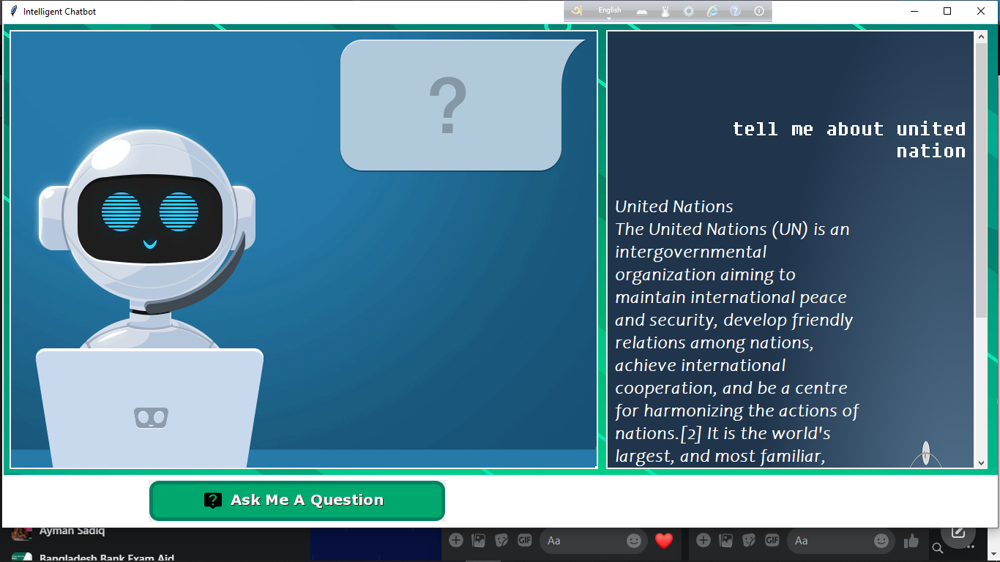 Intelligent Chatbot
English
?
tell me about united
nation
United Nations
The United Nations (UN) is an
intergovernmental
organization aiming to
maintain international peace
and security, develop friendly
relations among nations,
achieve international
cooperation, and be a centre
for harmonizing the actions of
nations.[2] It is the world's
largest, and most familiar,
? Ask Me A Question
Ayman Sadiq
GIF
Aa
GIF
Aa
Bangladesh Bank Exam Aid